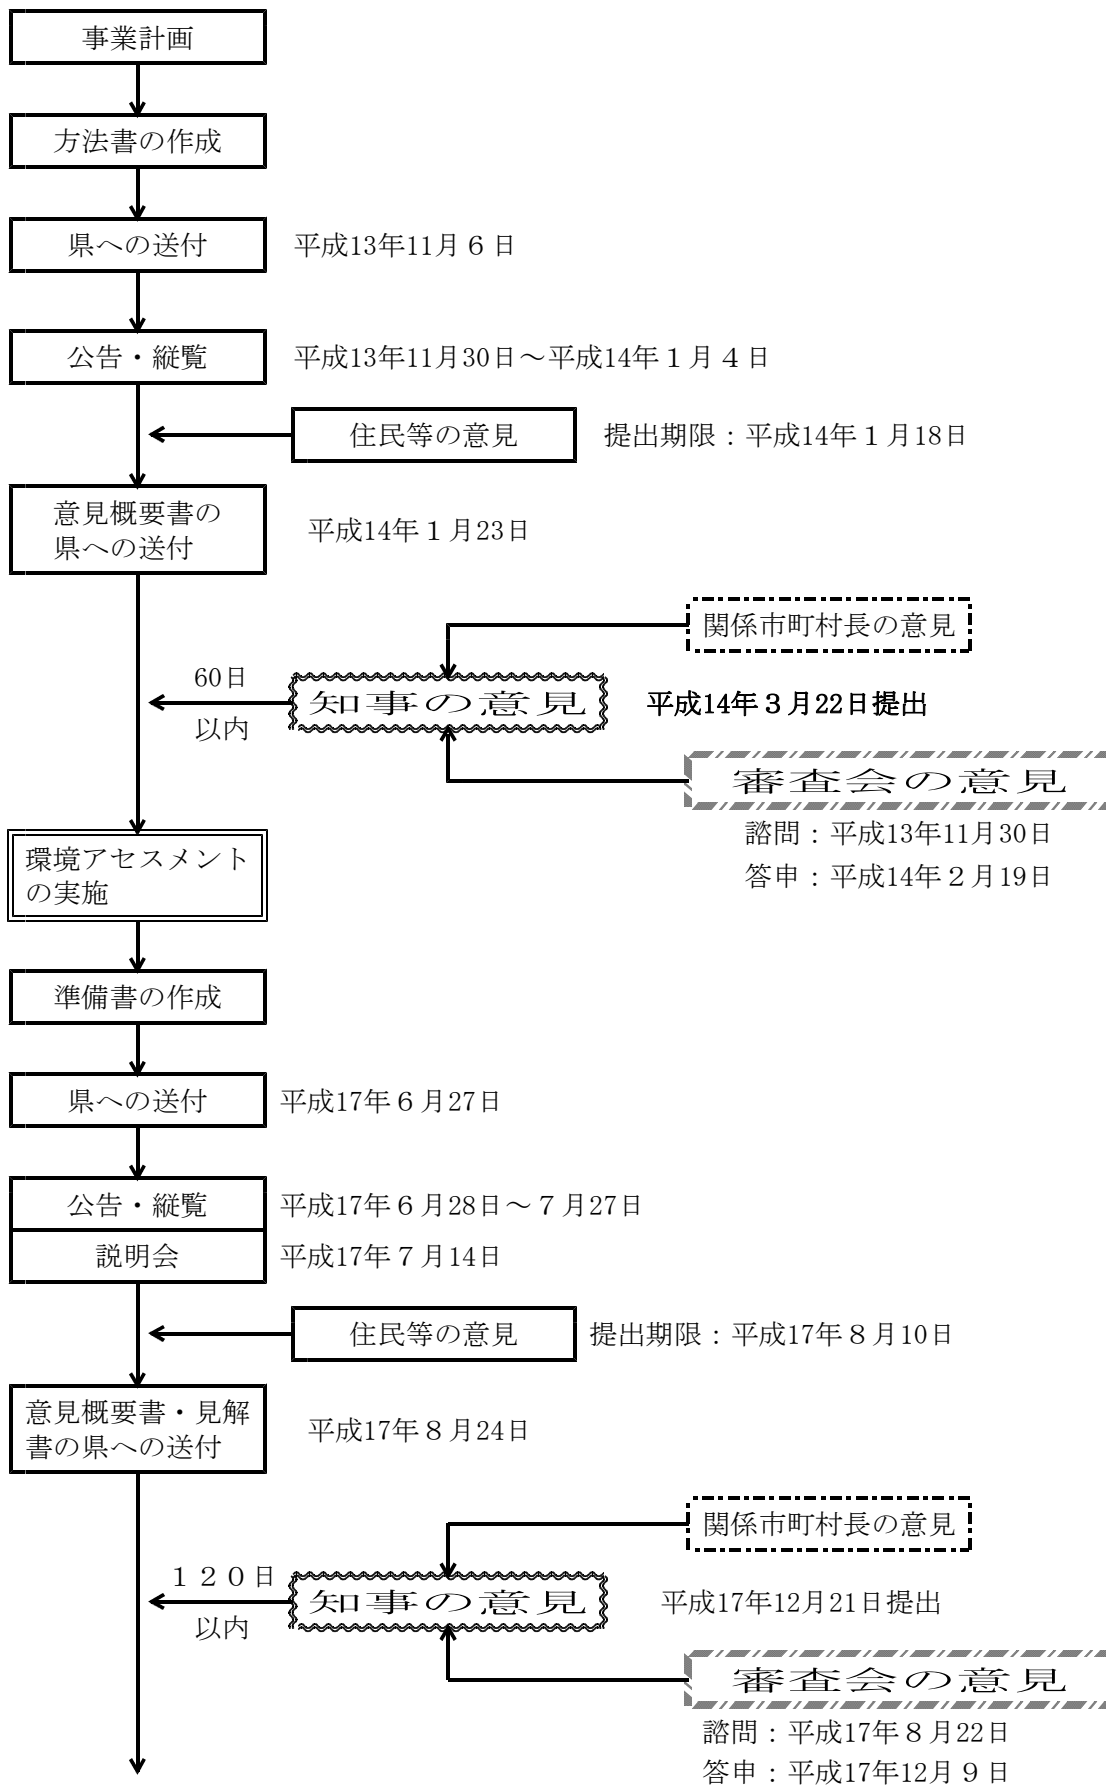 事業計画
方法書の作成
県への送付
平成13年11月６日
公告・縦覧
平成13年11月30日～平成14年１月４日
住民等の意見
提出期限：平成14年１月18日
意見概要書の
県への送付
平成14年１月23日
関係市町村長の意見
60日
以内
知事の意見
平成14年３月22日提出
審査会の意見
諮問：平成13年11月30日
答申：平成14年２月19日
環境アセスメント
の実施
準備書の作成
県への送付
平成17年６月27日
公告・縦覧
平成17年６月28日～７月27日
説明会
平成17年７月14日
住民等の意見
提出期限：平成17年８月10日
意見概要書・見解
書の県への送付
平成17年８月24日
関係市町村長の意見
１２０日
以内
知事の意見
平成17年12月21日提出
審査会の意見
諮問：平成17年８月22日
答申：平成17年12月９日